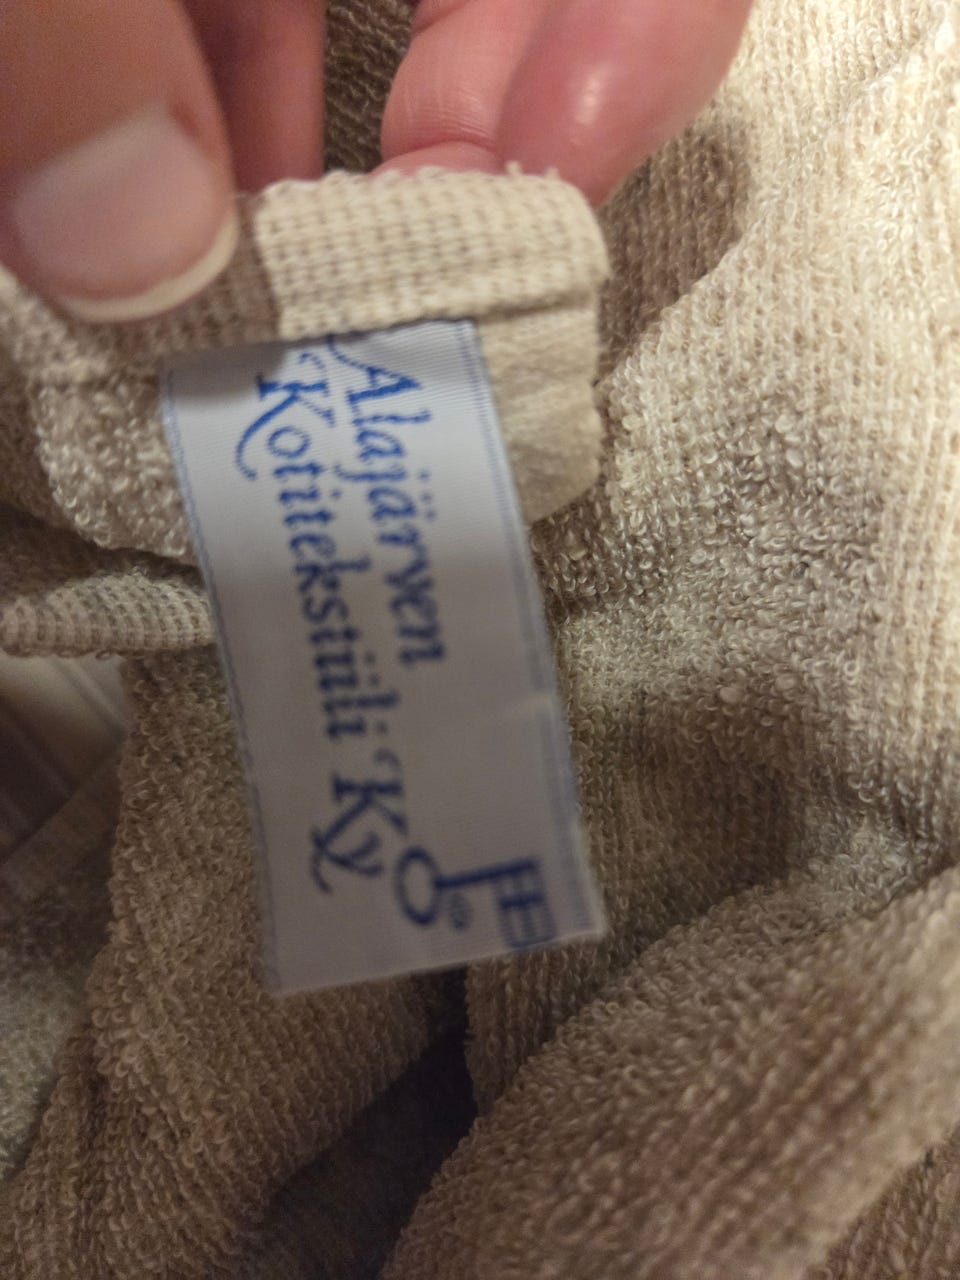 Alajärven
Kotitekstiili Ky